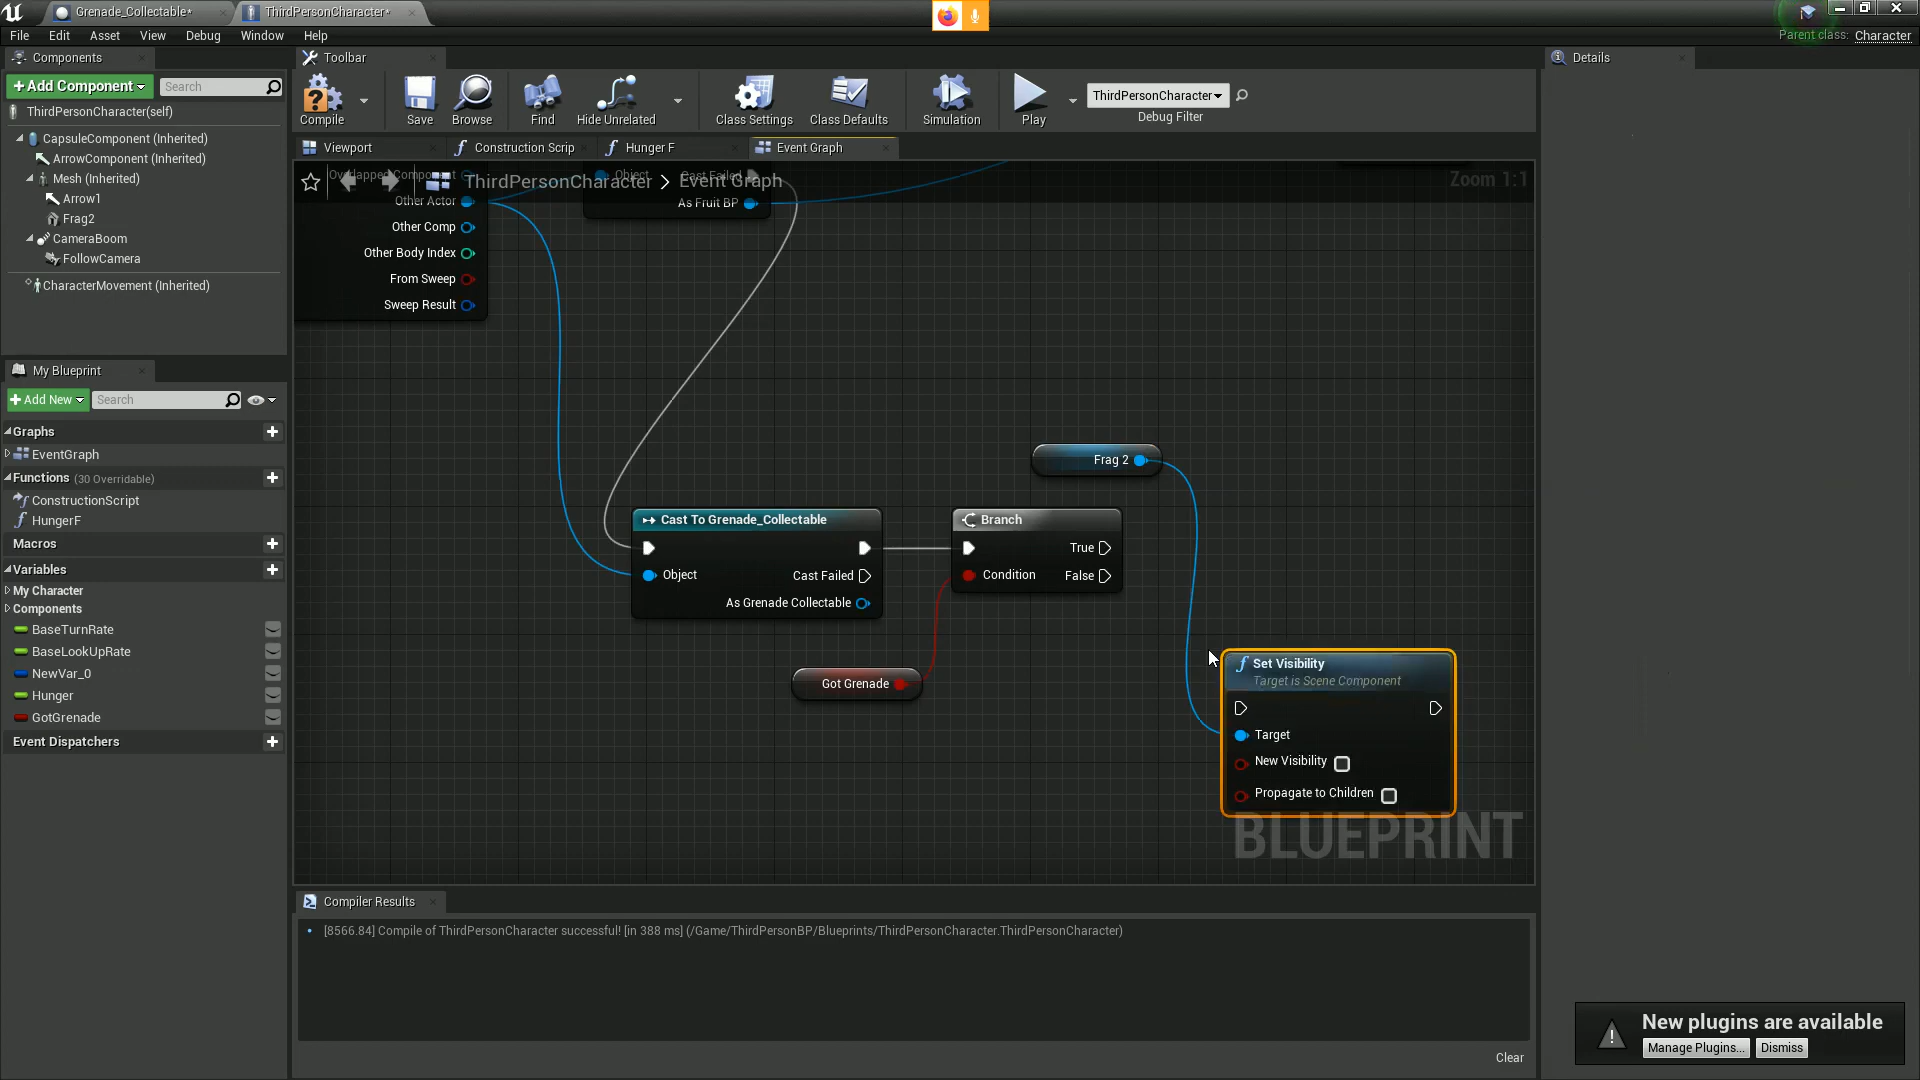 Grenade_Collectable*
ThirdPersonCharacter*
File Edit Asset View Debug Window Help
Parent class: Character
Components
+Add Component
Search
ThirdPersonCharacter(self)
CapsuleComponent (Inherited)
ArrowComponent (Inherited)
Mesh (Inherited)
Arrow1
Frag2
CameraBoom
FollowCamera
CharacterMovement (Inherited)
My Blueprint
+Add New
Search
Graphs
EventGraph
Functions (30 Overridable)
ConstructionScript
HungerF
Macros
Variables
My Character
Components
BaseTurnRate
BaseLookUpRate
NewVar_0
Hunger
GotGrenade
Event Dispatchers
Toolbar
Compile
Save
Browse
Find
Hide Unrelated
Class Settings
Class Defaults
Simulation
Play
ThirdPersonCharacter
Debug Filter
Viewport
Construction Scrip
Hunger F
Event Graph
ThirdPersonCharacter > Event Graph
Zoom 1:1
Overlapped Component
Other Actor
Other Comp
Other Body Index
From Sweep
Sweep Result
Object
Cast Failed
As Fruit BP
Frag 2
Cast To Grenade_Collectable
Object
Cast Failed
As Grenade Collectable
Branch
True
Condition
False
Got Grenade
Set Visibility
Target is Scene Component
Target
New Visibility
Propagate to Children
BLUEPRINT
Compiler Results
[8566.84] Compile of ThirdPersonCharacter successful! [in 388 ms] (/Game/ThirdPersonBP/Blueprints/ThirdPersonCharacter.ThirdPersonCharacter)
Clear
Details
New plugins are available
Manage Plugins...
Dismiss